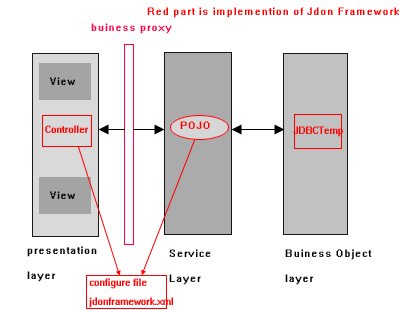 Red part is implemention of Jdon Framework
buiness proxy
View
Controller
POJO
JDBCTemp
View
presentation
layer
Service
Layer
Buiness Object
layer
configure file
jdonframework.xml